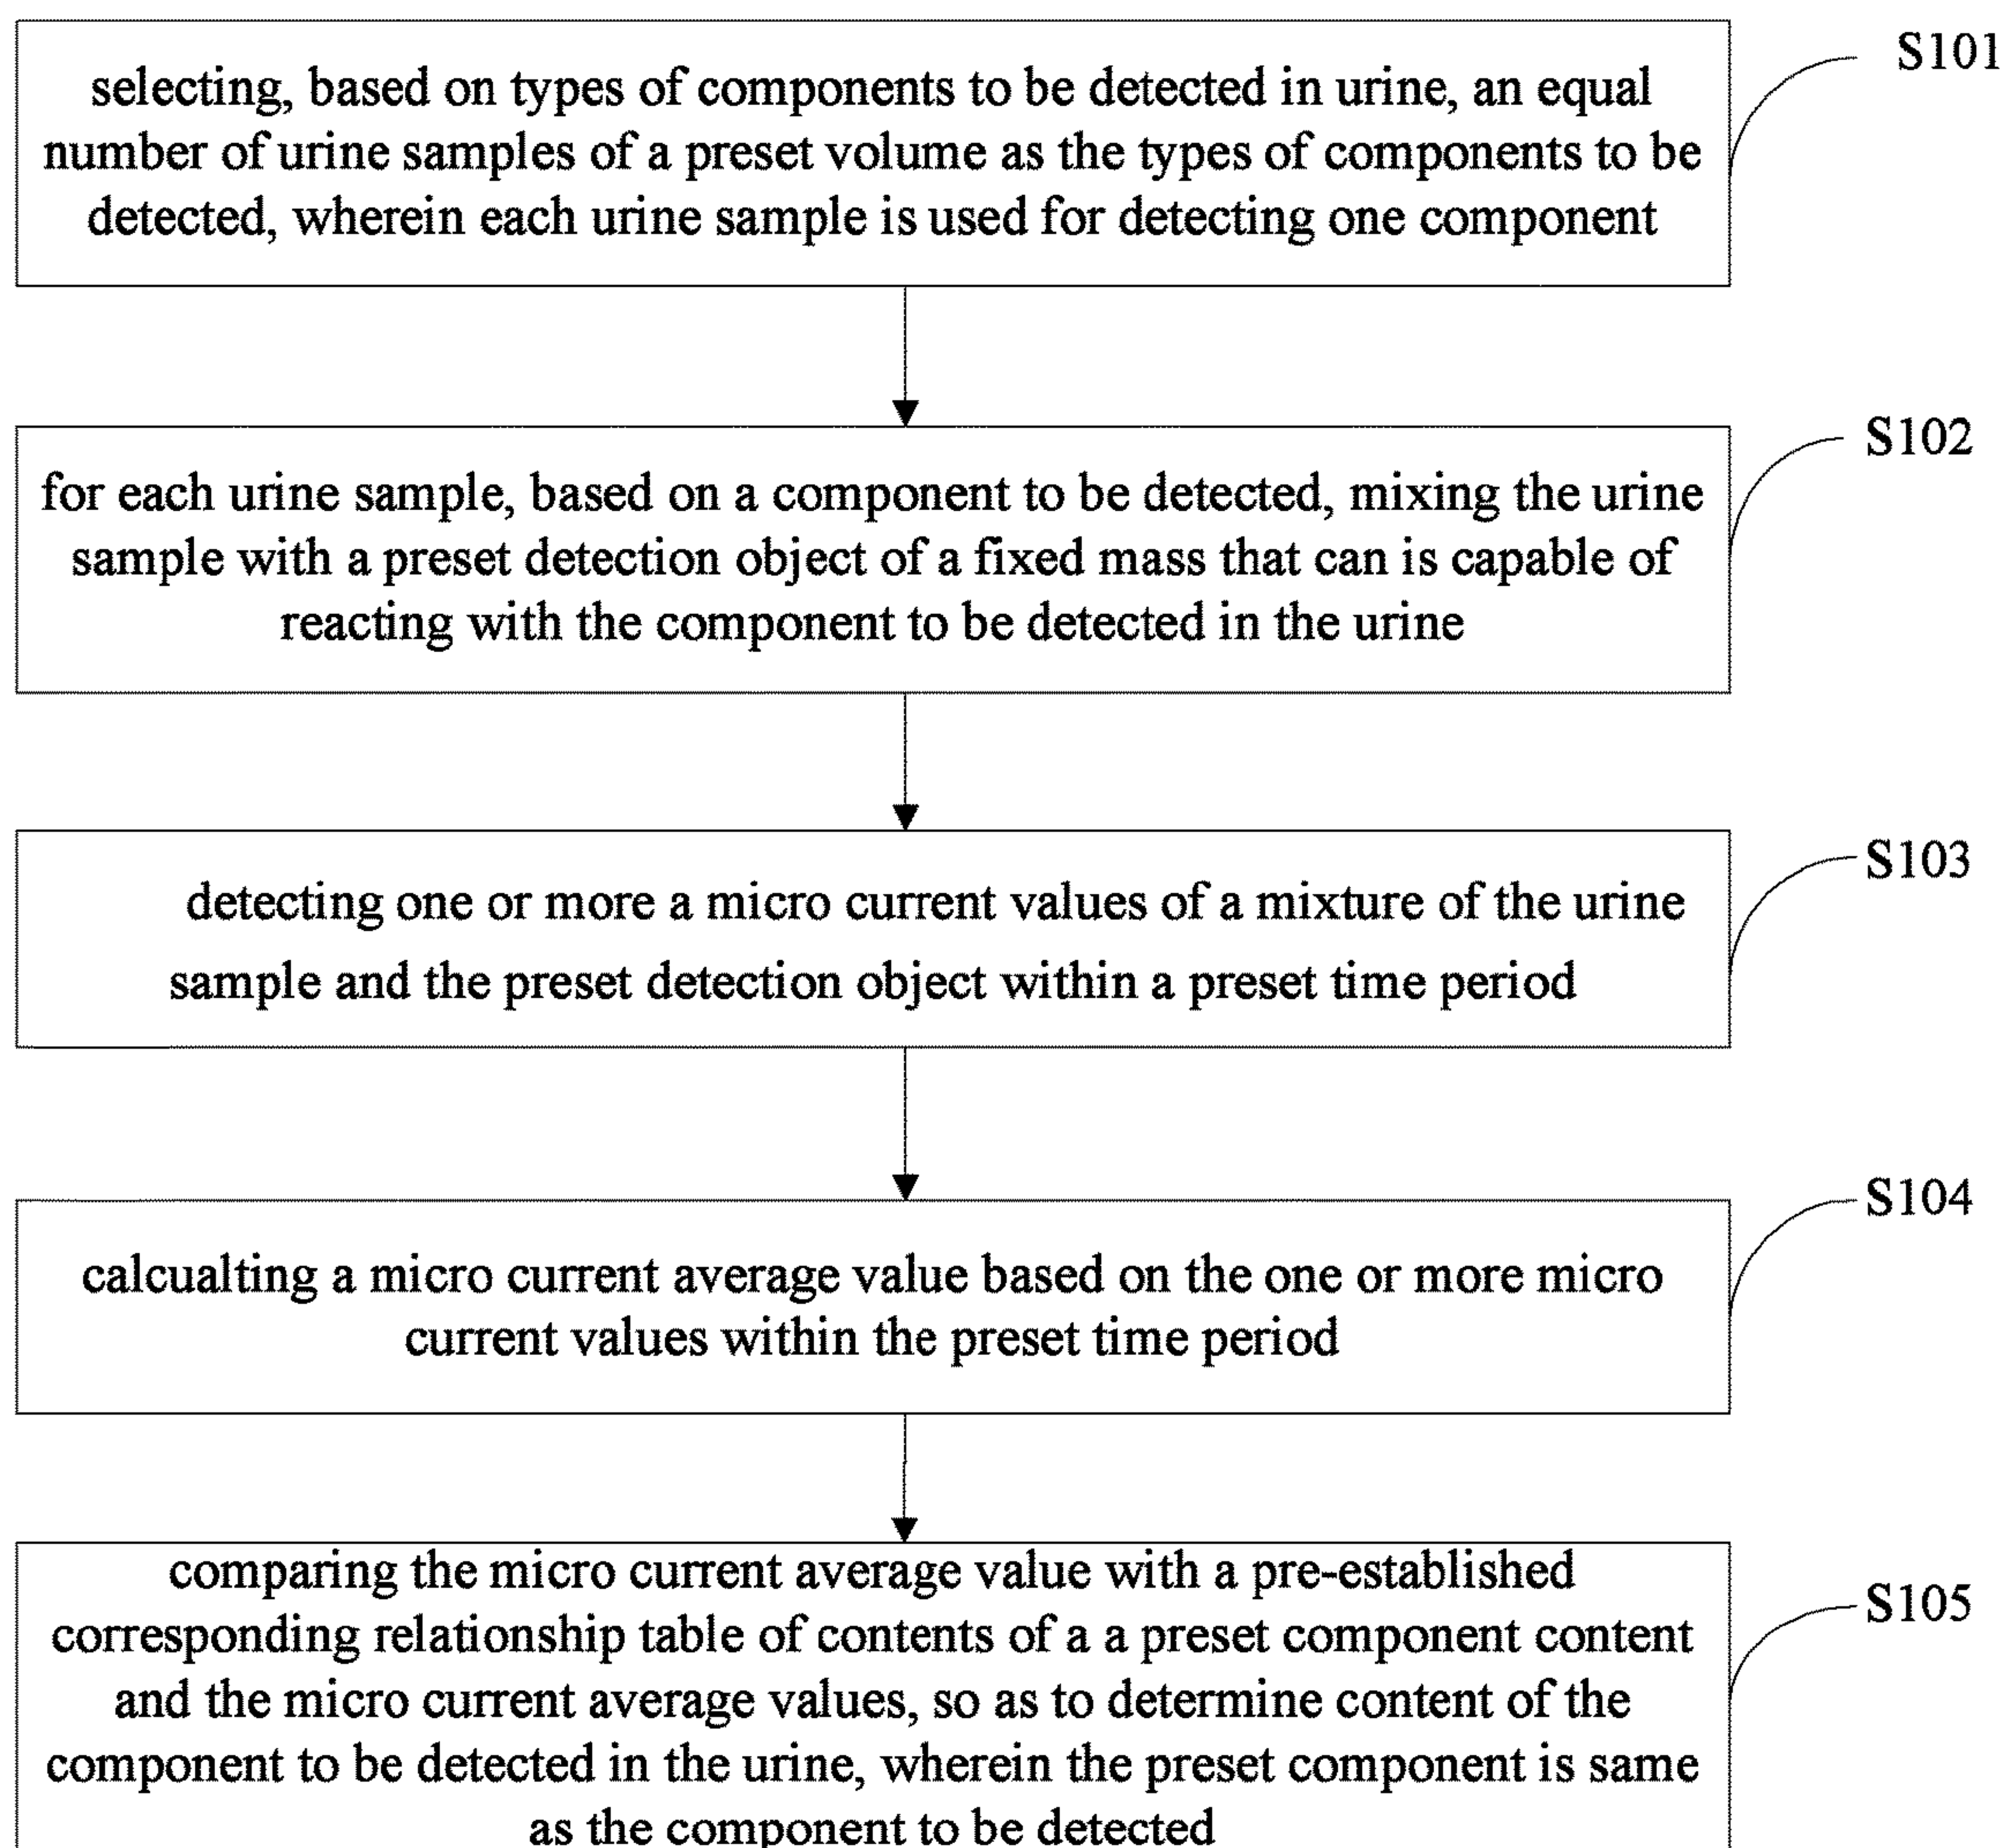 selecting, based on types of components to be detected in urine, an equal
number of urine samples of a preset volume as the types of components to be
detected, wherein each urine sample is used for detecting one component
S101
for each urine sample, based on a component to be detected, mixing the urine
sample with a preset detection object of a fixed mass that can is capable of
reacting with the component to be detected in the urine
S102
detecting one or more a micro current values of a mixture of the urine
sample and the preset detection object within a preset time period
S103
calcualting a micro current average value based on the one or more micro
current values within the preset time period
S104
comparing the micro current average value with a pre-established
corresponding relationship table of contents of a a preset component content
and the micro current average values, so as to determine content of the
component to be detected in the urine, wherein the preset component is same
as the component to be detected
S105